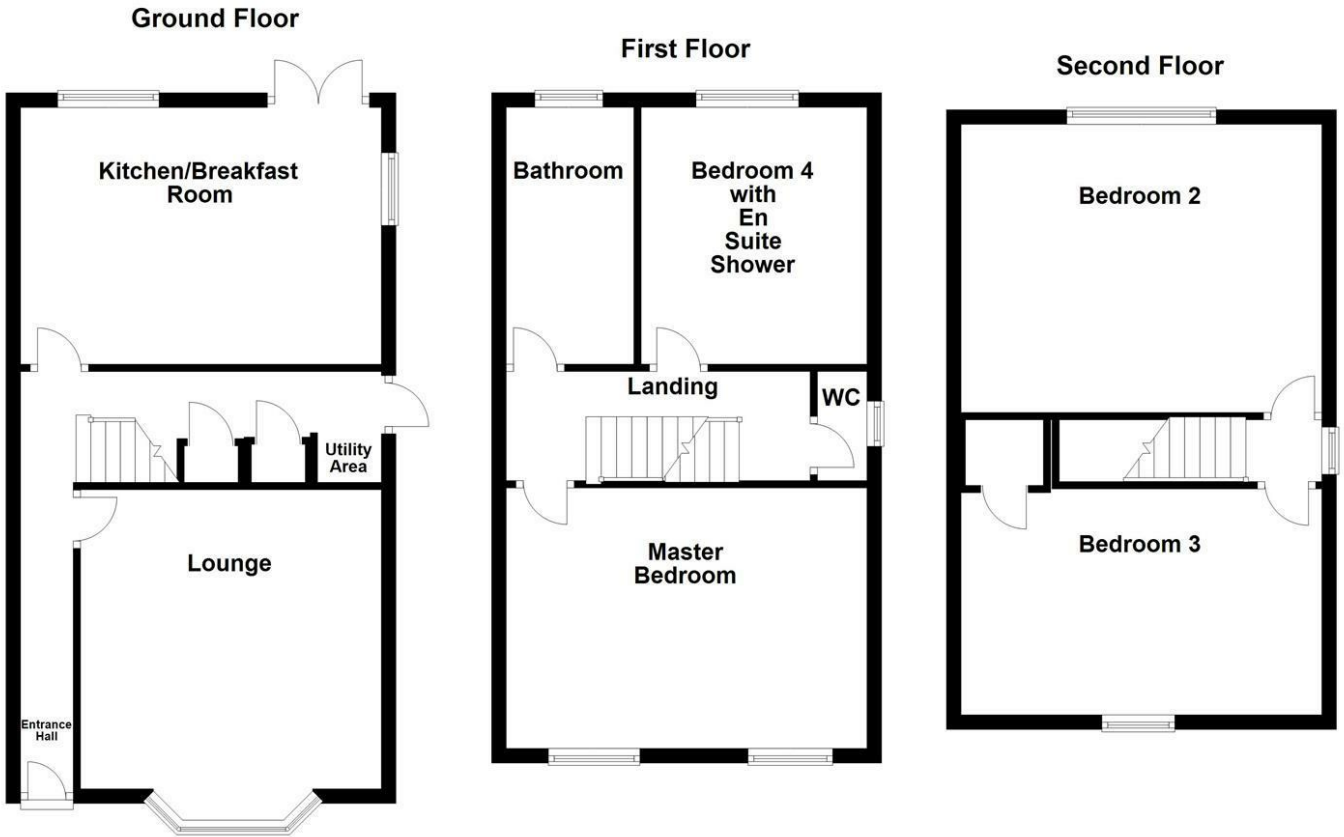 Ground Floor
Kitchen/Breakfast
Room
Utility
Area
Lounge
Entrance
Hall
First Floor
Bathroom
Bedroom 4
with
En
Suite
Shower
Landing
WC
Master
Bedroom
Second Floor
Bedroom 2
Bedroom 3